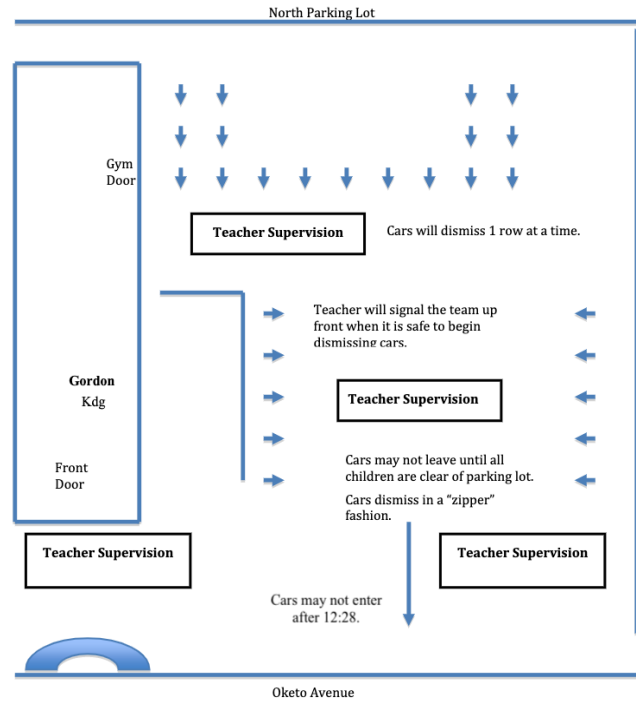 North Parking Lot
Gym
Door
Teacher Supervision
Cars will dismiss 1 row at a time.
Teacher will signal the team up
front when it is safe to begin
dismissing cars.
Gordon
Kdg
Teacher Supervision
Front
Door
Cars may not leave until all
children are clear of parking lot.
Cars dismiss in a “zipper”
fashion.
Teacher Supervision
Teacher Supervision
Cars may not enter
after 12:28.
Oketo Avenue